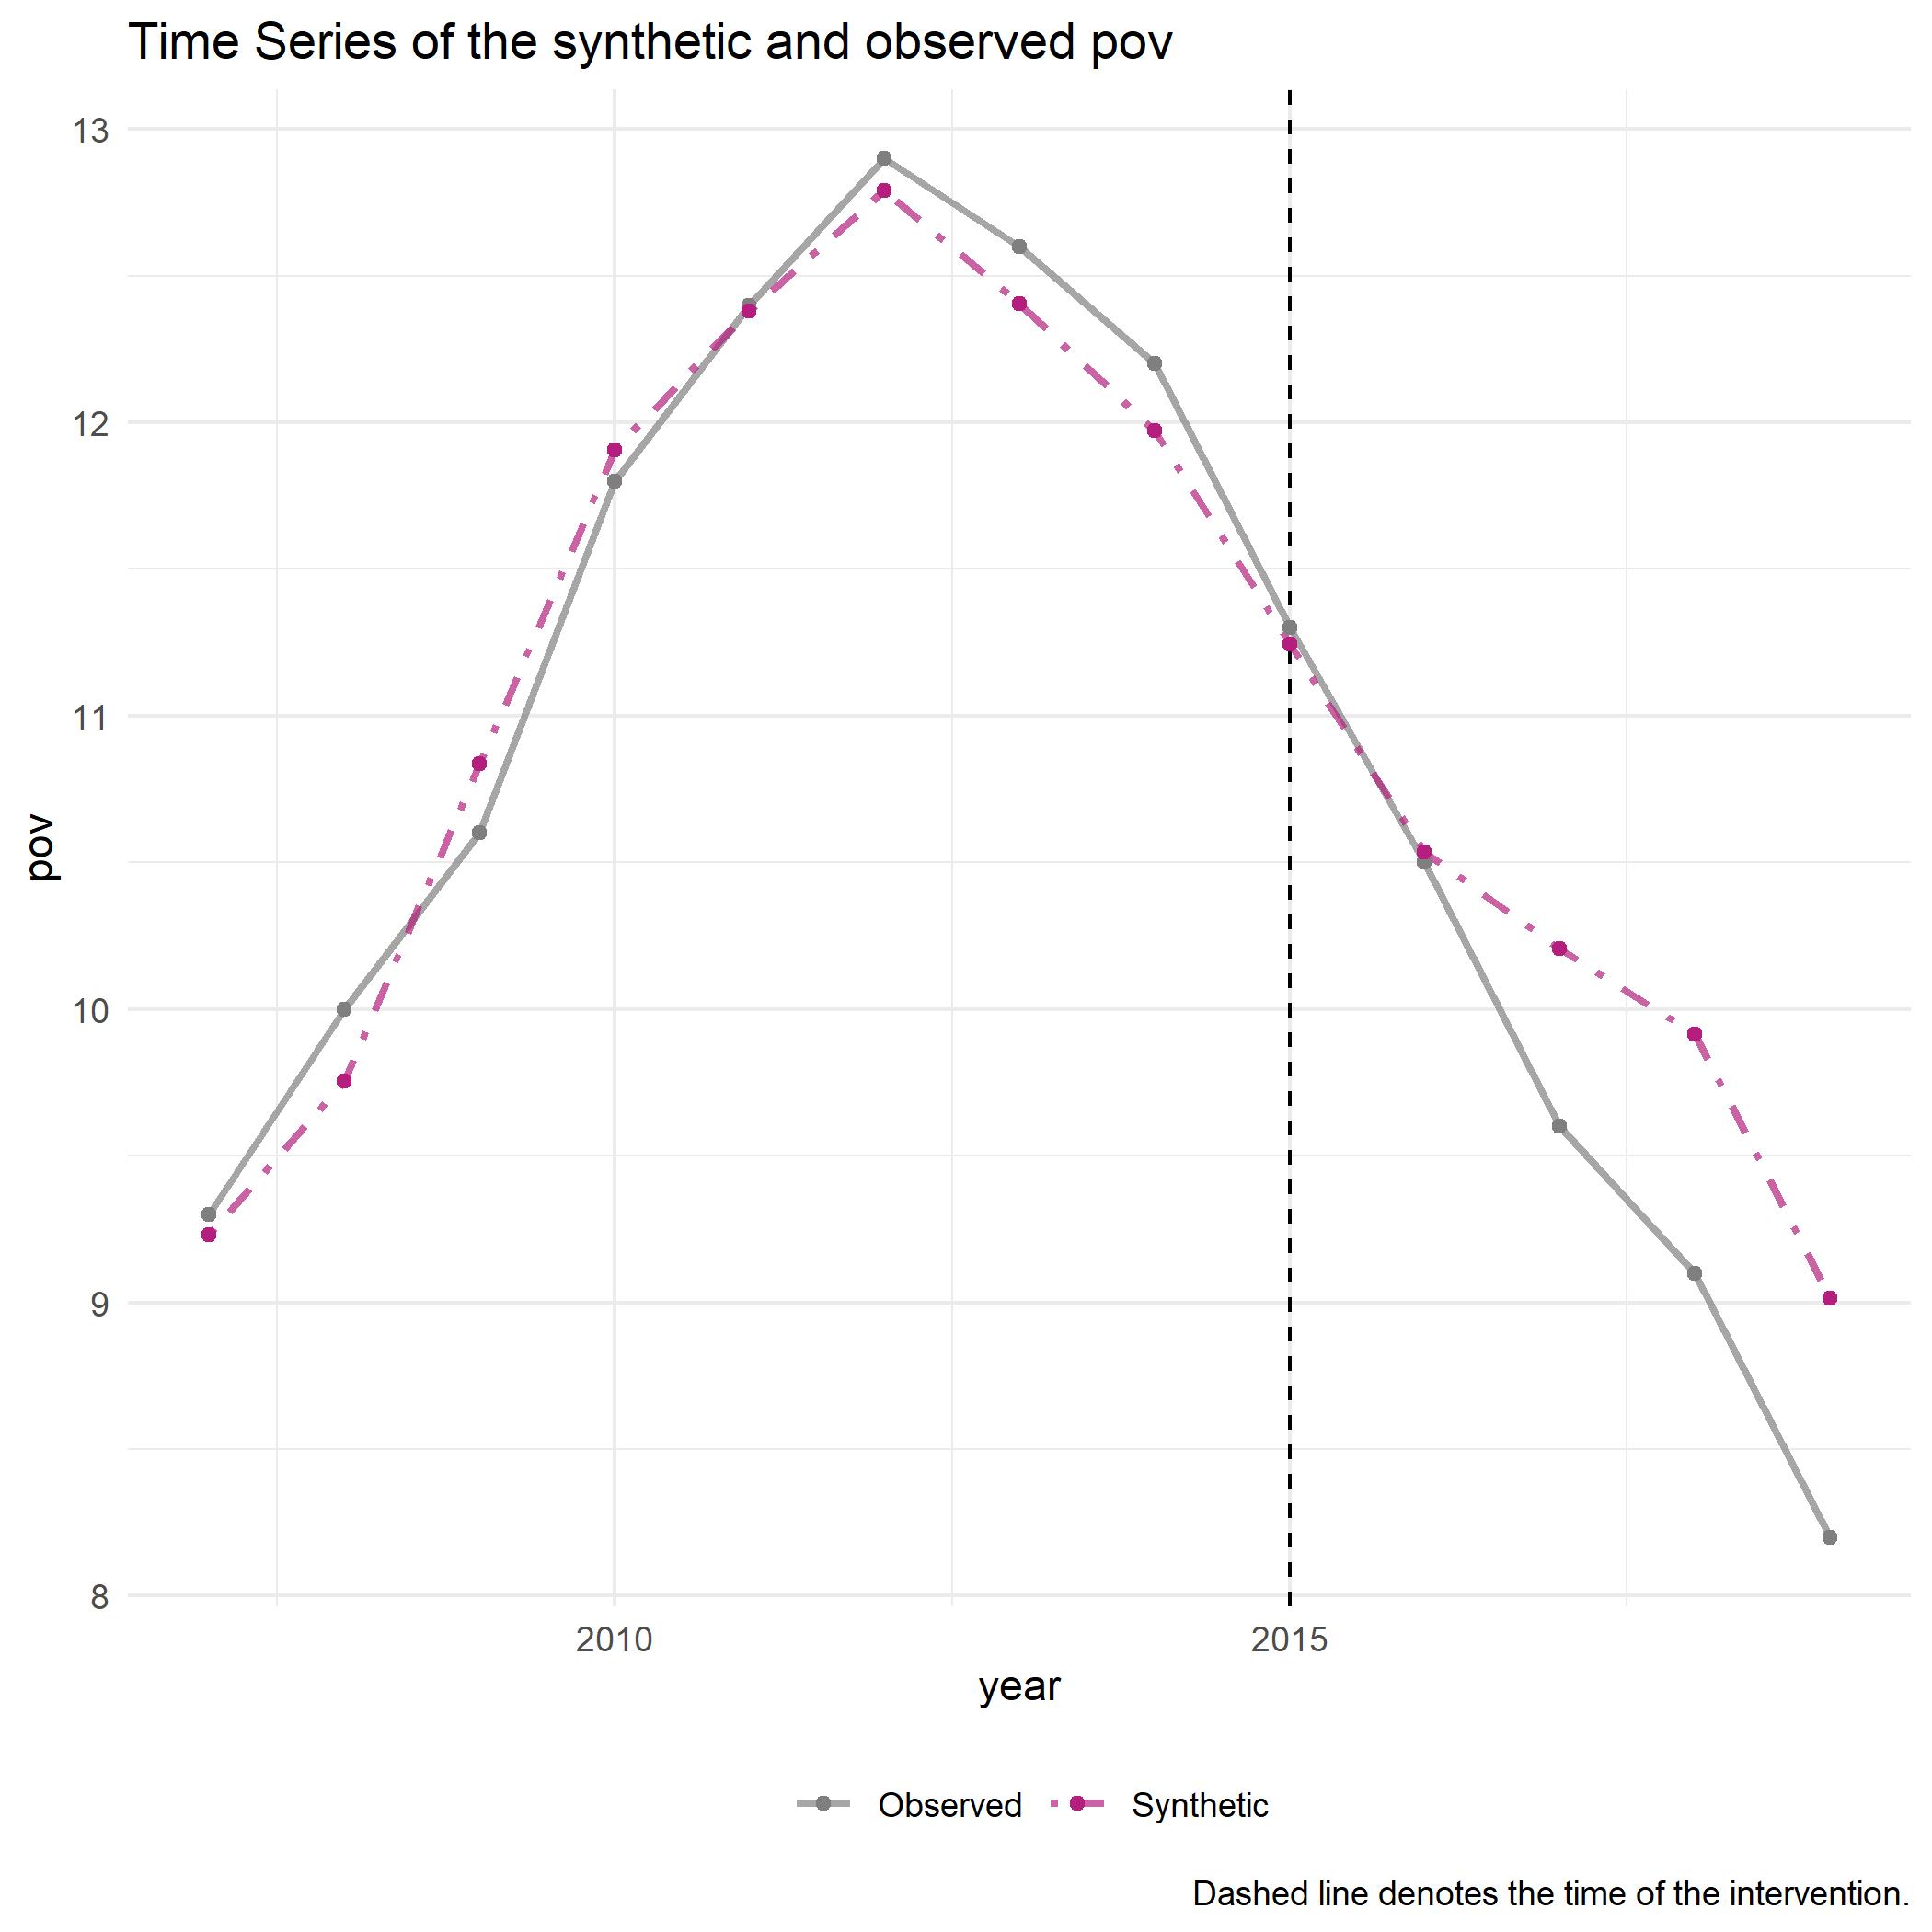 Time Series of the synthetic and observed pov
13
12
11
10
9
8
pov
2010 2015
year
Observed Synthetic
Dashed line denotes the time of the intervention.